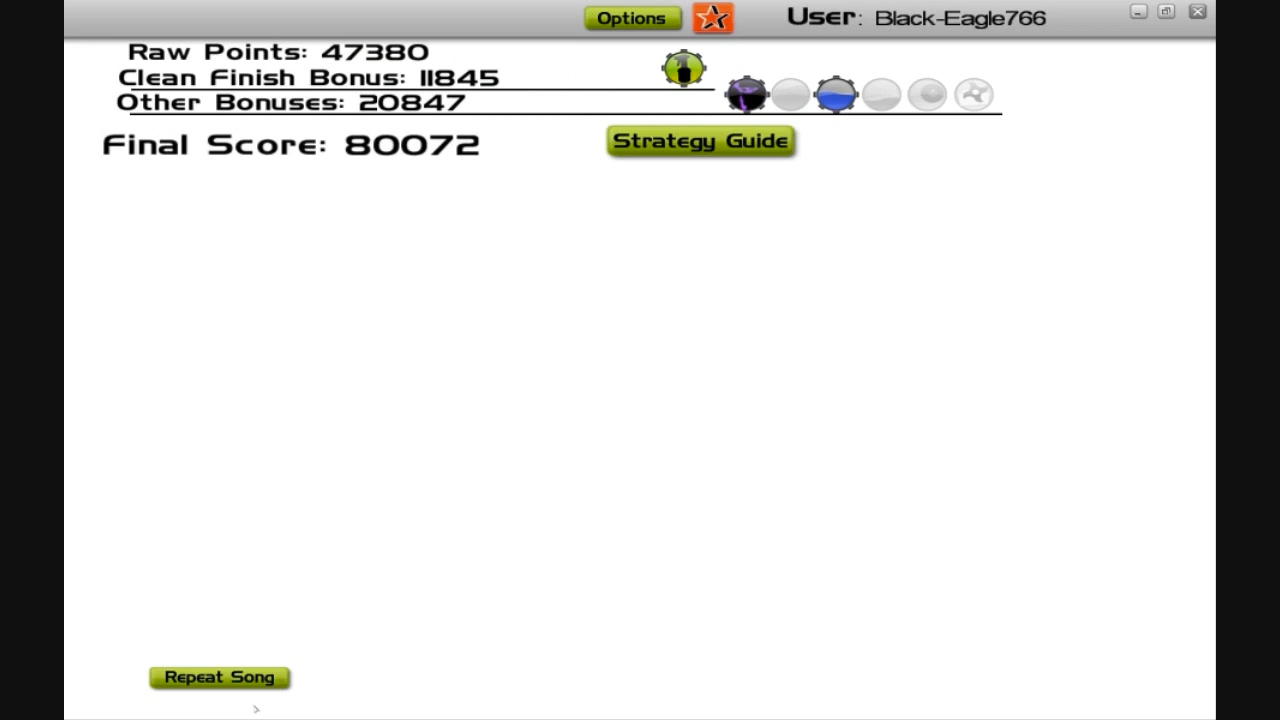 Options
User: Black-Eagle766
Raw Points: 47380
Clean Finish Bonus: 11845
Other Bonuses: 20847
Final Score: 80072
Strategy Guide
Repeat Song